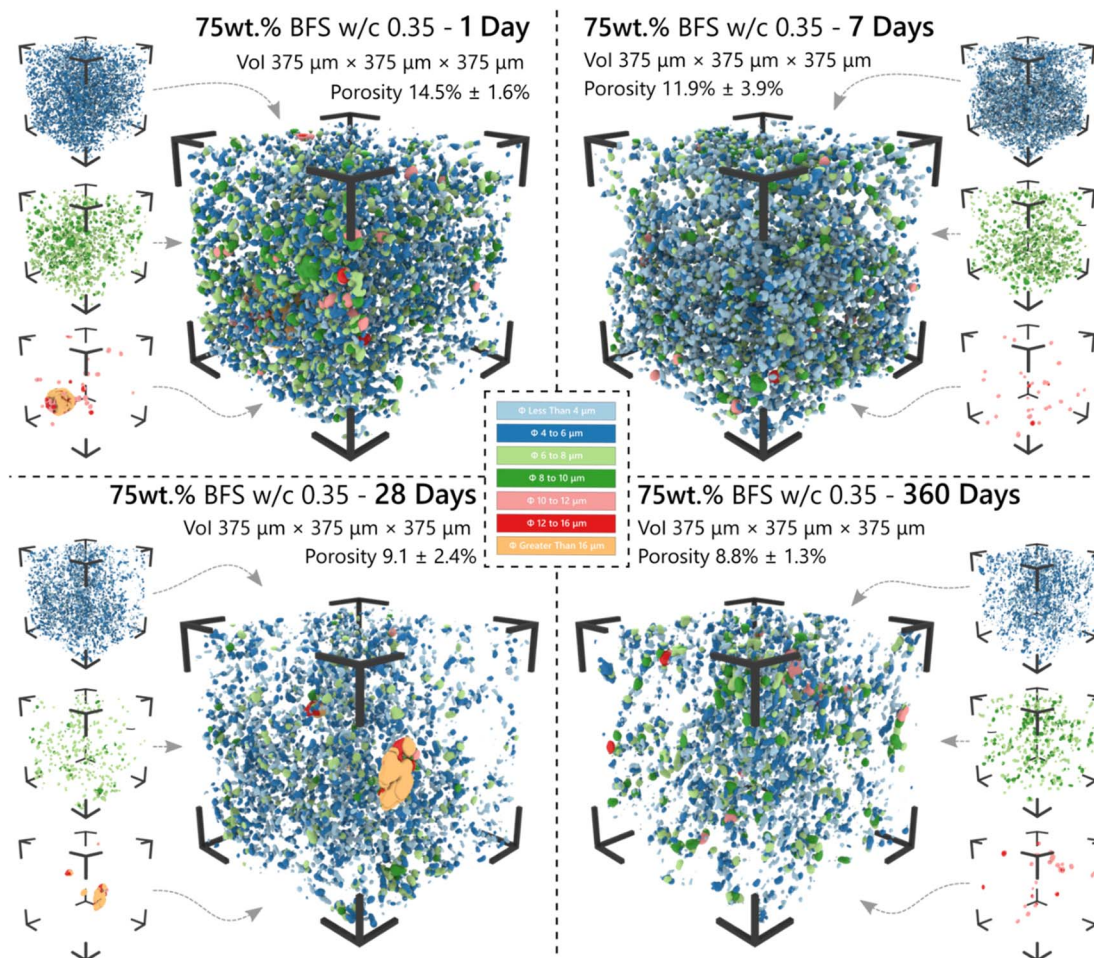 75wt.% BFS w/c 0.35 - 1 Day
Vol 375 µm × 375 µm × 375 µm
Porosity 14.5% ± 1.6%
75wt.% BFS w/c 0.35 - 7 Days
Vol 375 µm × 375 µm × 375 µm
Porosity 11.9% ± 3.9%
Φ Less Than 4 µm
Φ 4 to 6 µm
Φ 6 to 8 µm
Φ 8 to 10 µm
Φ 10 to 12 µm
Φ 12 to 16 µm
Φ Greater Than 16 µm
75wt.% BFS w/c 0.35 - 28 Days
Vol 375 µm × 375 µm × 375 µm
Porosity 9.1 ± 2.4%
75wt.% BFS w/c 0.35 - 360 Days
Vol 375 µm × 375 µm × 375 µm
Porosity 8.8% ± 1.3%